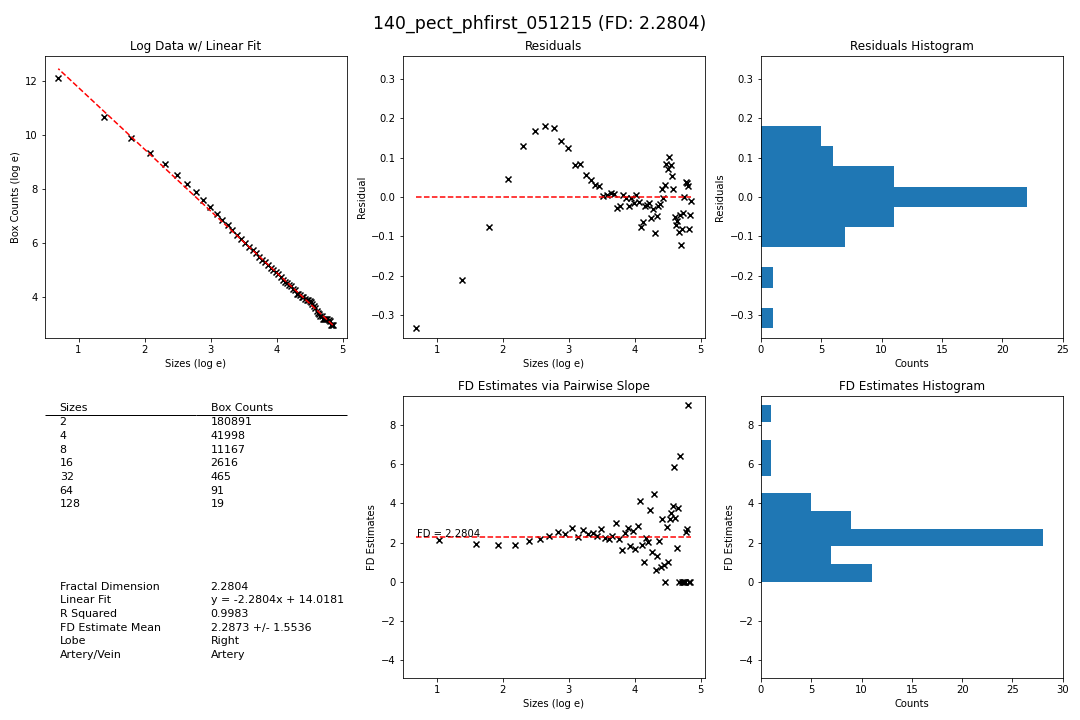 140_pect_phfirst_051215 (FD: 2.2804)
Log Data w/ Linear Fit
Box Counts (log e)
12
10
8
6
4
1 2 3 4 5
Sizes (log e)
Residuals
Residual
0.3
0.2
0.1
0.0
−0.1
−0.2
−0.3
1 2 3 4 5
Sizes (log e)
Residuals Histogram
Residuals
0.3
0.2
0.1
0.0
−0.1
−0.2
−0.3
0 5 10 15 20 25
Counts
Sizes Box Counts
2 180891
4 41998
8 11167
16 2616
32 465
64 91
128 19
Fractal Dimension 2.2804
Linear Fit y = -2.2804x + 14.0181
R Squared 0.9983
FD Estimate Mean 2.2873 +/- 1.5536
Lobe Right
Artery/Vein Artery
FD Estimates via Pairwise Slope
FD Estimates
8
6
4
2
0
−2
−4
FD = 2.2804
1 2 3 4 5
Sizes (log e)
FD Estimates Histogram
FD Estimates
8
6
4
2
0
−2
−4
0 5 10 15 20 25 30
Counts